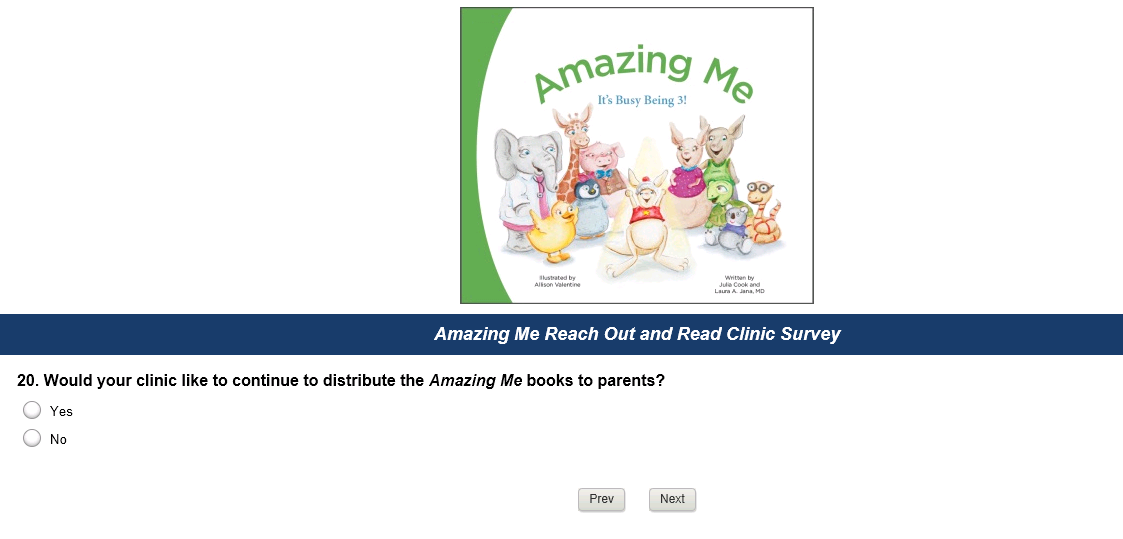 Amazing Me
It's Busy Being 3!
Illustrated by
Allison Valentine
Written by
Julia Cook and
Laura A. Jana, MD
Amazing Me Reach Out and Read Clinic Survey
20. Would your clinic like to continue to distribute the Amazing Me books to parents?
Yes
No
Prev
Next